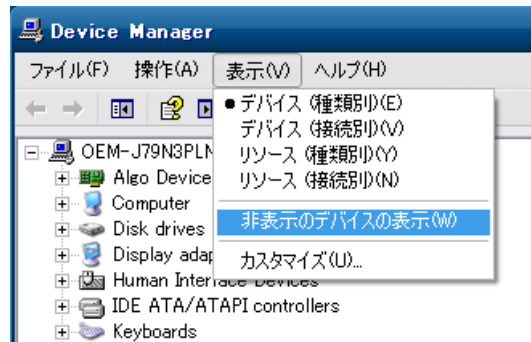 Device Manager
ファイル(F) 操作(A) 表示(V) ヘルプ(H)
デバイス (種類別)(E)
デバイス (接続別)(V)
リソース (種類別)(Y)
リソース (接続別)(N)
非表示のデバイスの表示(W)
カスタマイズ(U)...
OEM-J79N3PLN
Algo Device
Computer
Disk drives
Display adap
Human Interface Devices
IDE ATA/ATAPI controllers
Keyboards